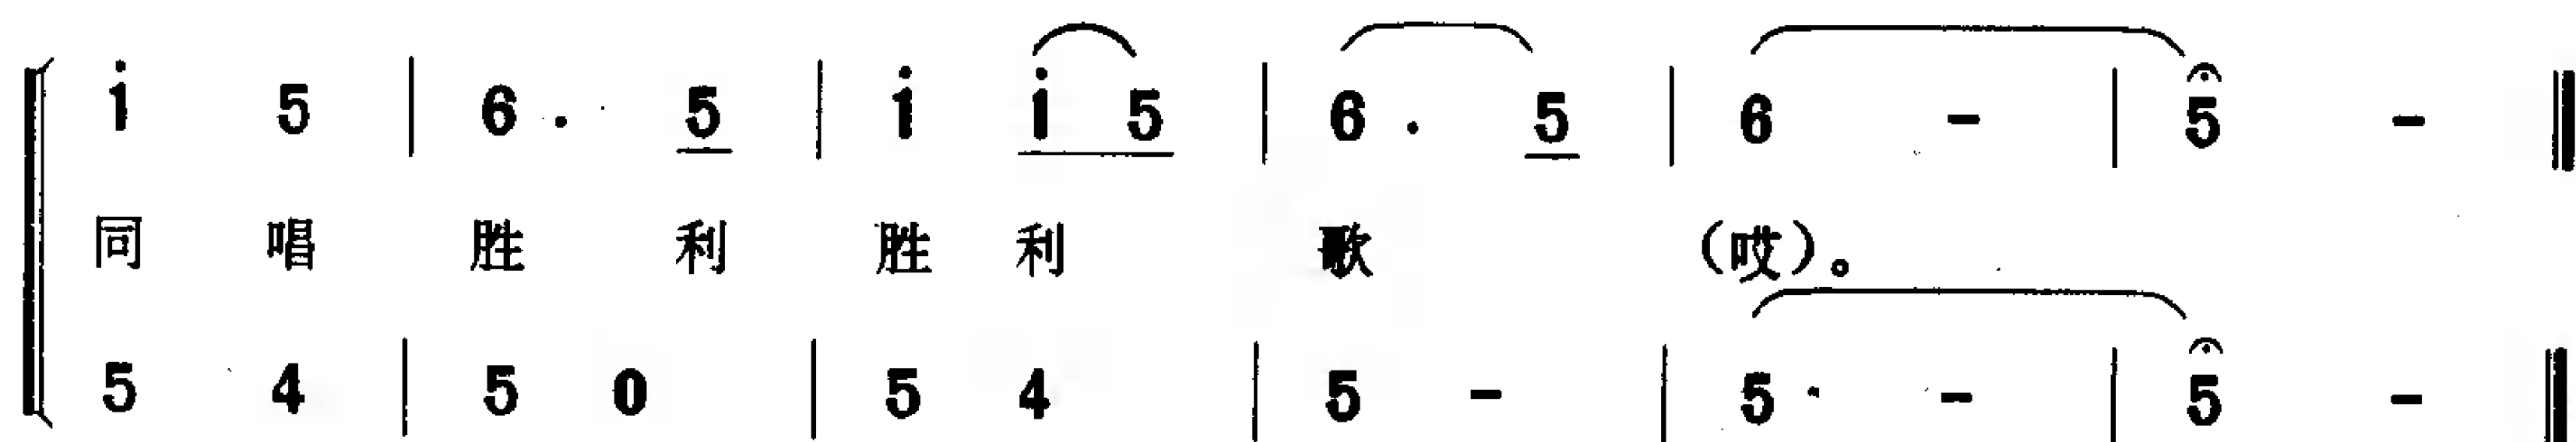 i 5 | 6 . 5 | i i 5 | 6 . 5 | 6 - | 5 - ‖
同 唱 胜 利 胜 利 歌 （哎）。
5 4 | 5 0 | 5 4 | 5 - | 5 · - | 5 - ‖